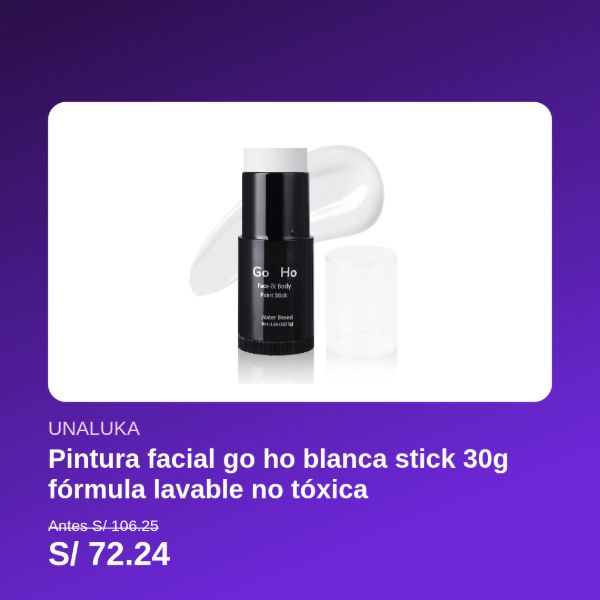 Go Ho
Face & Body
Paint Stick
Water Based
UNALUKA
Pintura facial go ho blanca stick 30g
fórmula lavable no tóxica
Antes S/ 106.25
S/ 72.24